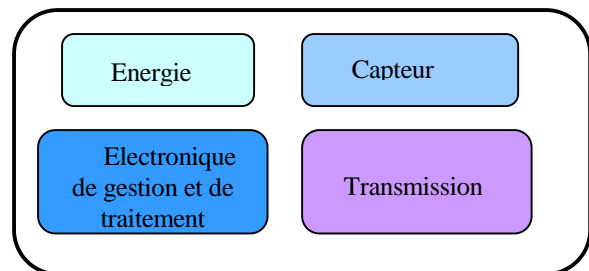 Energie
Capteur
Electronique
de gestion et de
traitement
Transmission